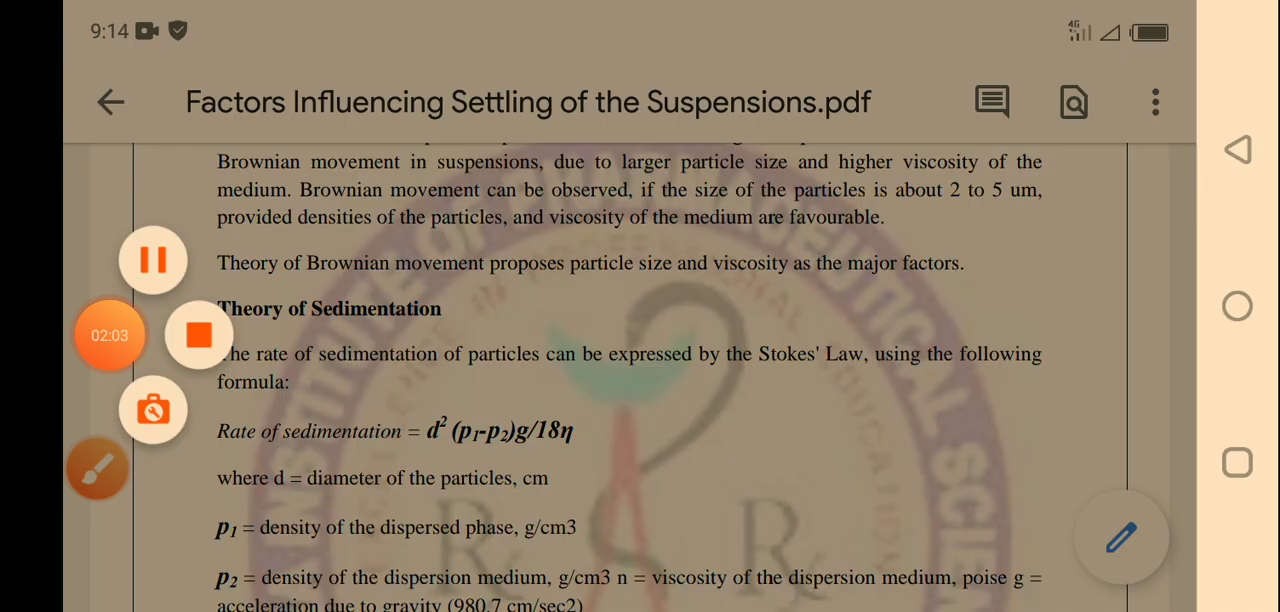 9:14
4G
Factors Influencing Settling of the Suspensions.pdf
Brownian movement in suspensions, due to larger particle size and higher viscosity of the
medium. Brownian movement can be observed, if the size of the particles is about 2 to 5 um,
provided densities of the particles, and viscosity of the medium are favourable.
Theory of Brownian movement proposes particle size and viscosity as the major factors.
Theory of Sedimentation
02:03
The rate of sedimentation of particles can be expressed by the Stokes' Law, using the following
formula:
Rate of sedimentation = d² (p₁-p₂)g/18η
where d = diameter of the particles, cm
p₁ = density of the dispersed phase, g/cm3
p₂ = density of the dispersion medium, g/cm3 n = viscosity of the dispersion medium, poise g =
acceleration due to gravity (980.7 cm/sec2)